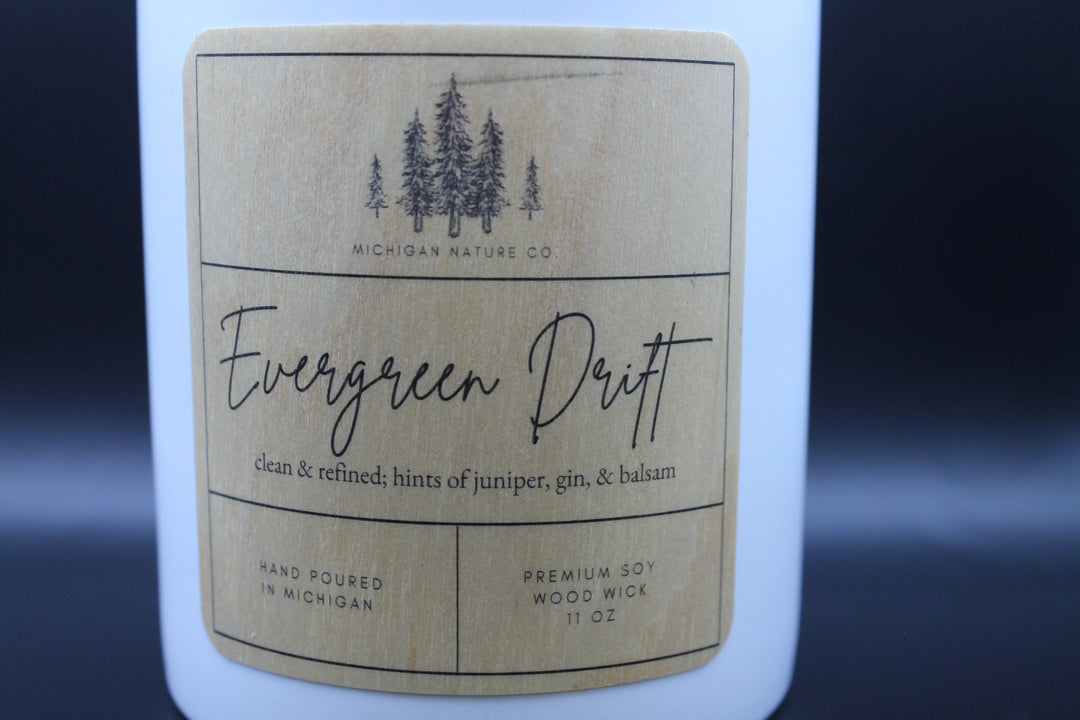 MICHIGAN NATURE CO.
Evergreen Drift
clean & refined; hints of juniper, gin, & balsam
HAND POURED
IN MICHIGAN
PREMIUM SOY
WOOD WICK
11 OZ